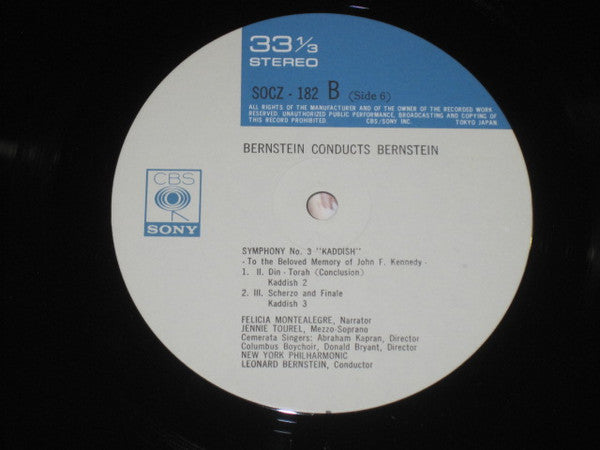 33 1/3
STEREO
SOCZ - 182 B (Side 6)
ALL RIGHTS OF THE MANUFACTURER AND OF THE OWNER OF THE RECORDED WORK
RESERVED. UNAUTHORIZED PUBLIC PERFORMANCE, BROADCASTING AND COPYING OF
THIS RECORD PROHIBITED. CBS/SONY INC. TOKYO JAPAN
BERNSTEIN CONDUCTS BERNSTEIN
CBS
SONY
SYMPHONY No. 3 "KADDISH"
- To the Beloved Memory of John F. Kennedy -
1. II. Din - Torah (Conclusion)
Kaddish 2
2. III. Scherzo and Finale
Kaddish 3
FELICIA MONTEALEGRE, Narrator
JENNIE TOUREL, Mezzo-Soprano
Cemerata Singers: Abraham Kapran, Director
Columbus Boychoir, Donald Bryant, Director
NEW YORK PHILHARMONIC
LEONARD BERNSTEIN, Conductor